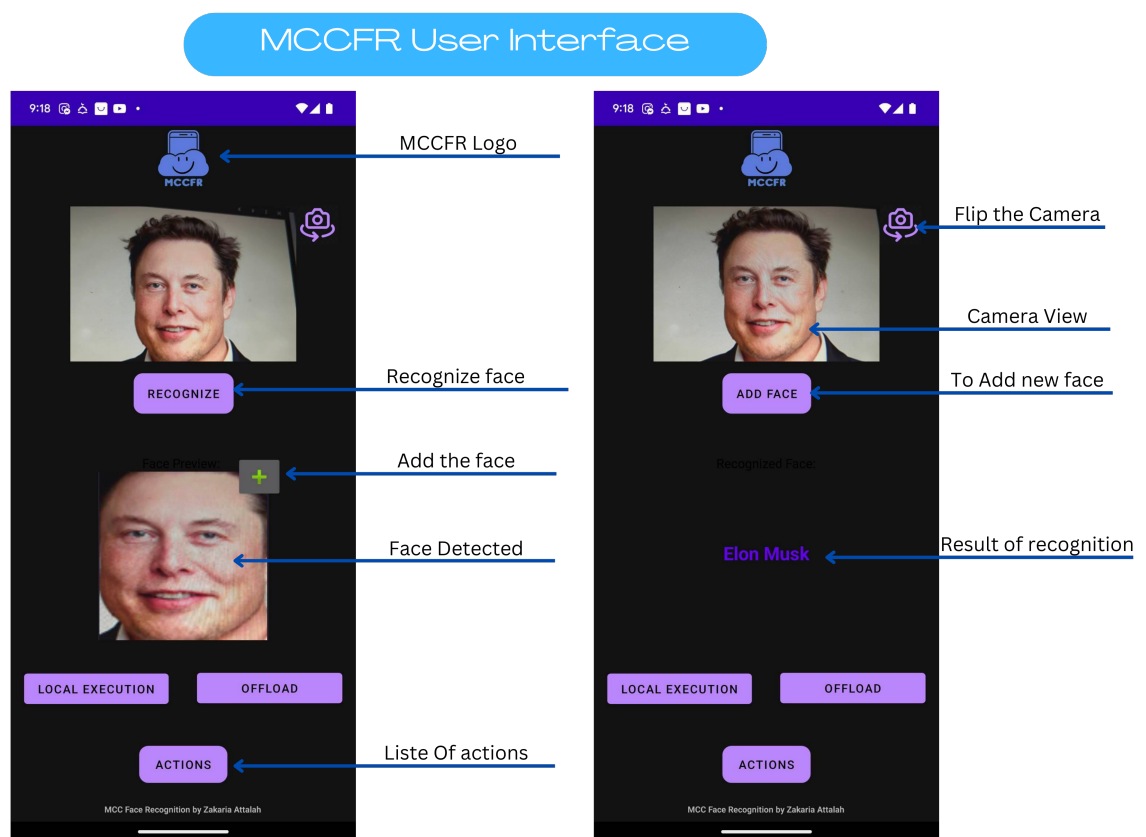 MCCFR User Interface
9:18
MCCFR
MCCFR Logo
RECOGNIZE
Recognize face
Face Preview:
Add the face
Face Detected
LOCAL EXECUTION
OFFLOAD
ACTIONS
Liste Of actions
MCC Face Recognition by Zakaria Attalah
9:18
MCCFR
Flip the Camera
Camera View
ADD FACE
To Add new face
Recognized Face:
Elon Musk
Result of recognition
LOCAL EXECUTION
OFFLOAD
ACTIONS
MCC Face Recognition by Zakaria Attalah